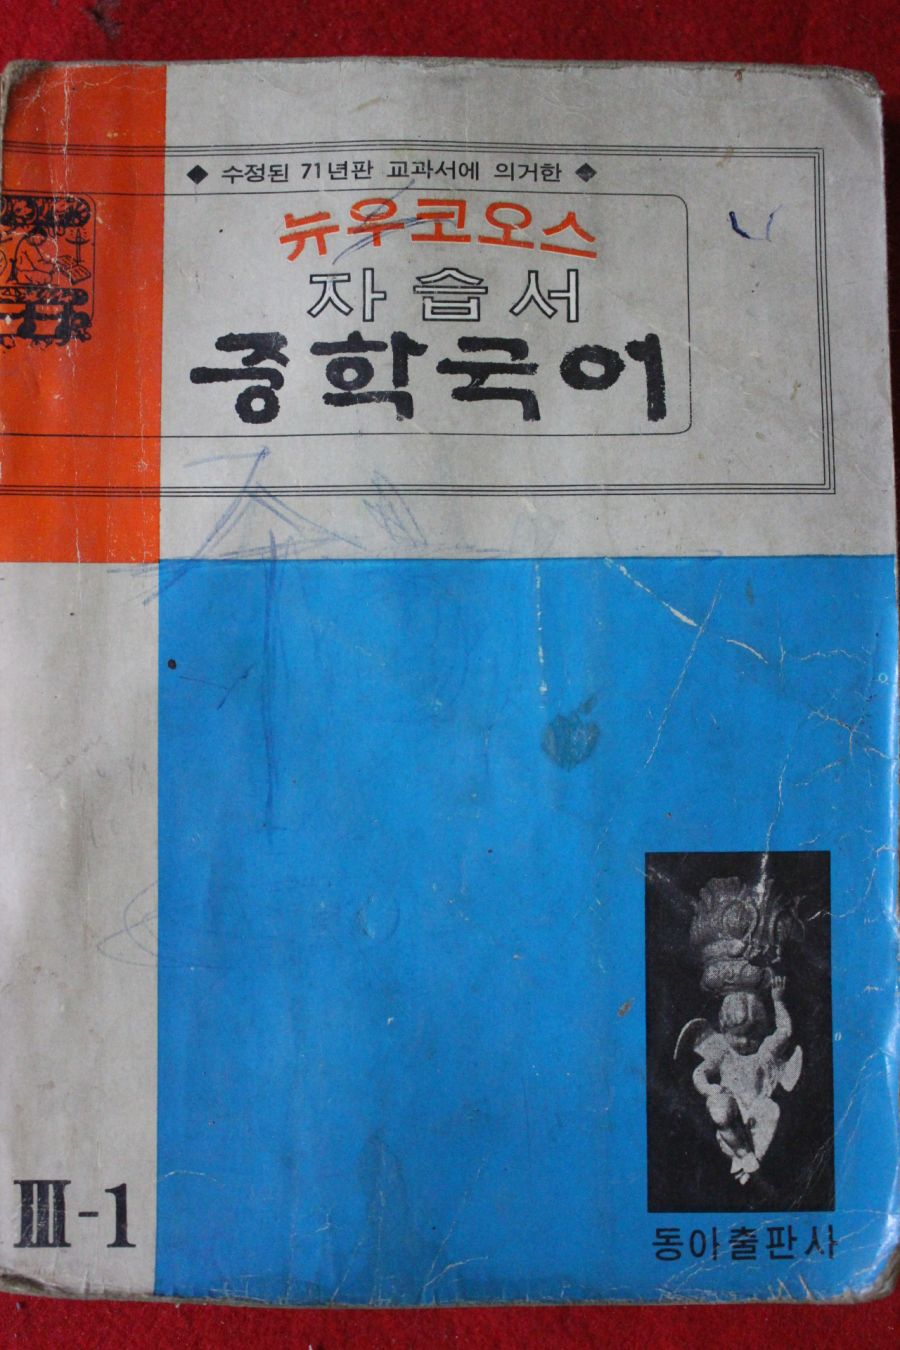 ◆ 수정된 71년판 교과서에 의거한 ◆
뉴우코오스
자습서
중학국어
III-1
동아출판사